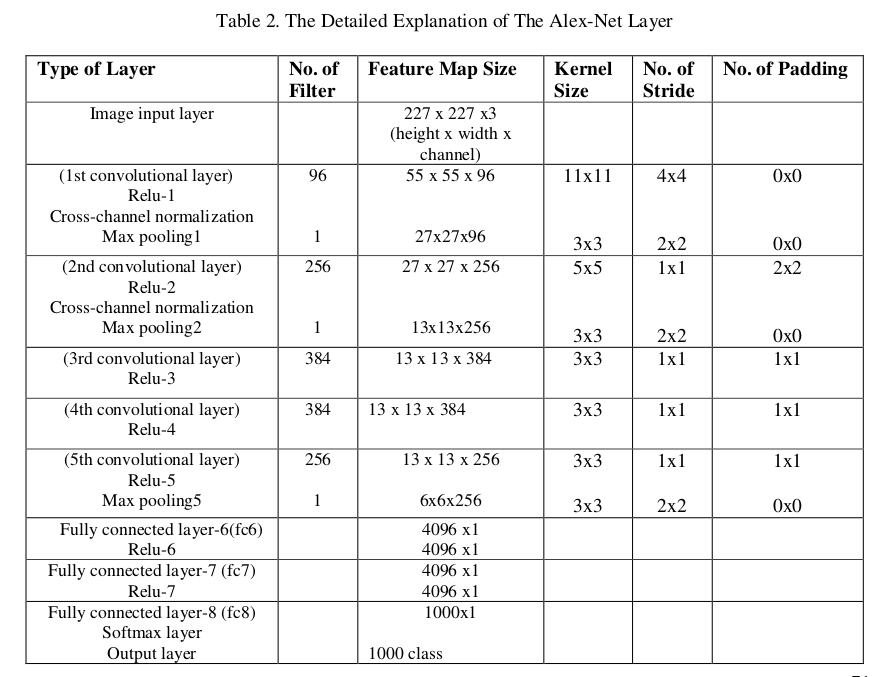 Table 2. The Detailed Explanation of The Alex-Net Layer
Type of Layer No. of Filter Feature Map Size Kernel Size No. of Stride No. of Padding
Image input layer 227 x 227 x3
(height x width x
channel)
(1st convolutional layer) 96 55 x 55 x 96 11x11 4x4 0x0
Relu-1
Cross-channel normalization
Max pooling1 1 27x27x96 3x3 2x2 0x0
(2nd convolutional layer) 256 27 x 27 x 256 5x5 1x1 2x2
Relu-2
Cross-channel normalization
Max pooling2 1 13x13x256 3x3 2x2 0x0
(3rd convolutional layer) 384 13 x 13 x 384 3x3 1x1 1x1
Relu-3
(4th convolutional layer) 384 13 x 13 x 384 3x3 1x1 1x1
Relu-4
(5th convolutional layer) 256 13 x 13 x 256 3x3 1x1 1x1
Relu-5
Max pooling5 1 6x6x256 3x3 2x2 0x0
Fully connected layer-6(fc6) 4096 x1
Relu-6 4096 x1
Fully connected layer-7 (fc7) 4096 x1
Relu-7 4096 x1
Fully connected layer-8 (fc8) 1000x1
Softmax layer
Output layer 1000 class